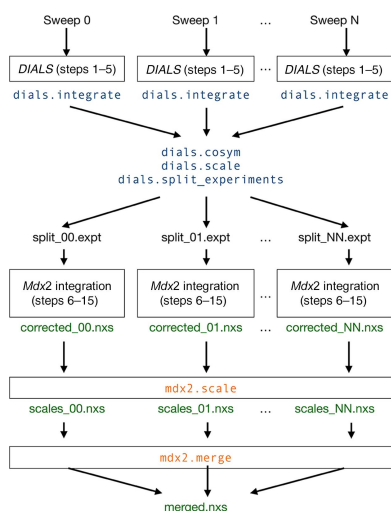 Sweep 0 Sweep 1 ... Sweep N
DIALS (steps 1–5) DIALS (steps 1–5) ... DIALS (steps 1–5)
dials.integrate dials.integrate dials.integrate
dials.cosym
dials.scale
dials.split_experiments
split_00.expt split_01.expt ... split_NN.expt
Mdx2 integration Mdx2 integration Mdx2 integration
(steps 6–15) (steps 6–15) ... (steps 6–15)
corrected_00.nxs corrected_01.nxs ... corrected_NN.nxs
mdx2.scale
scales_00.nxs scales_01.nxs ... scales_NN.nxs
mdx2.merge
merged.nxs